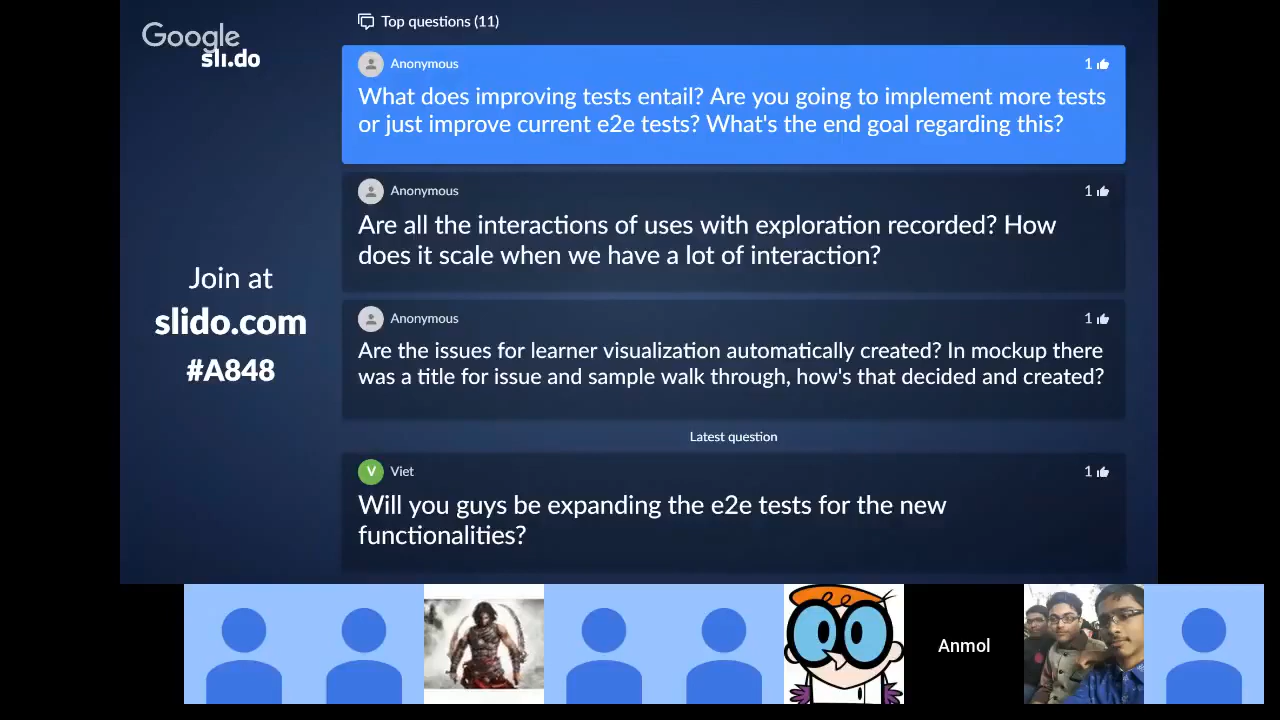 Google
sli.do
Join at
slido.com
#A848
Top questions (11)
Anonymous
1
What does improving tests entail? Are you going to implement more tests
or just improve current e2e tests? What's the end goal regarding this?
Anonymous
1
Are all the interactions of uses with exploration recorded? How
does it scale when we have a lot of interaction?
Anonymous
1
Are the issues for learner visualization automatically created? In mockup there
was a title for issue and sample walk through, how's that decided and created?
Latest question
V
Viet
1
Will you guys be expanding the e2e tests for the new
functionalities?
Anmol